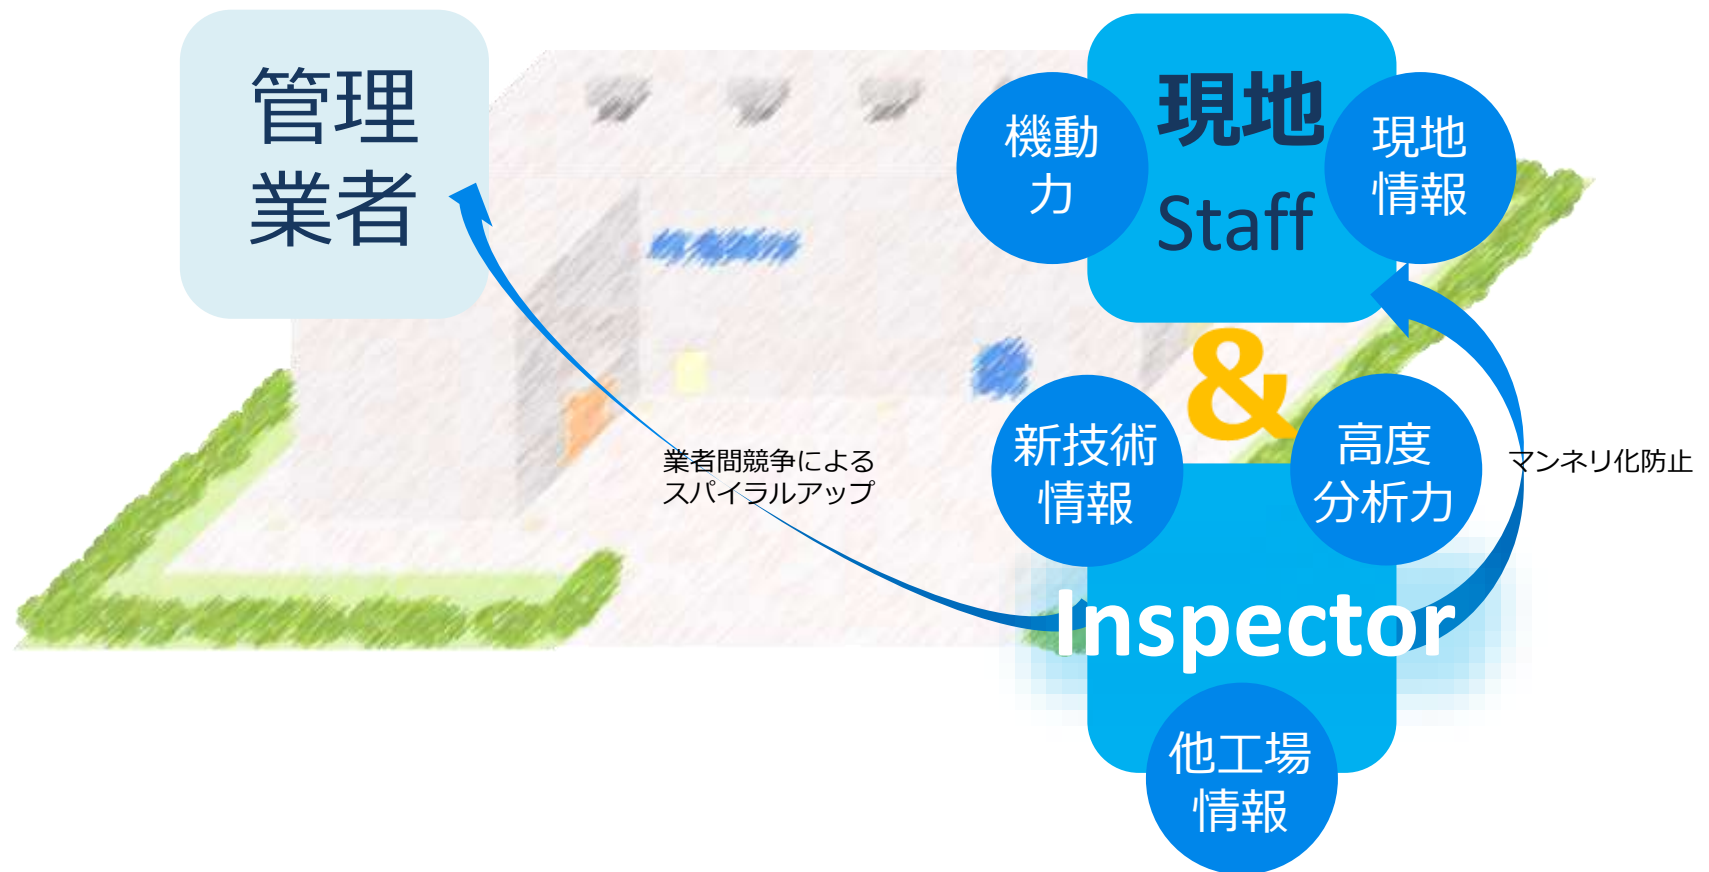 管理
業者
機動
力
現地
Staff
現地
情報
&
新技術
情報
高度
分析力
業者間競争による
スパイラルアップ
マンネリ化防止
Inspector
他工場
情報